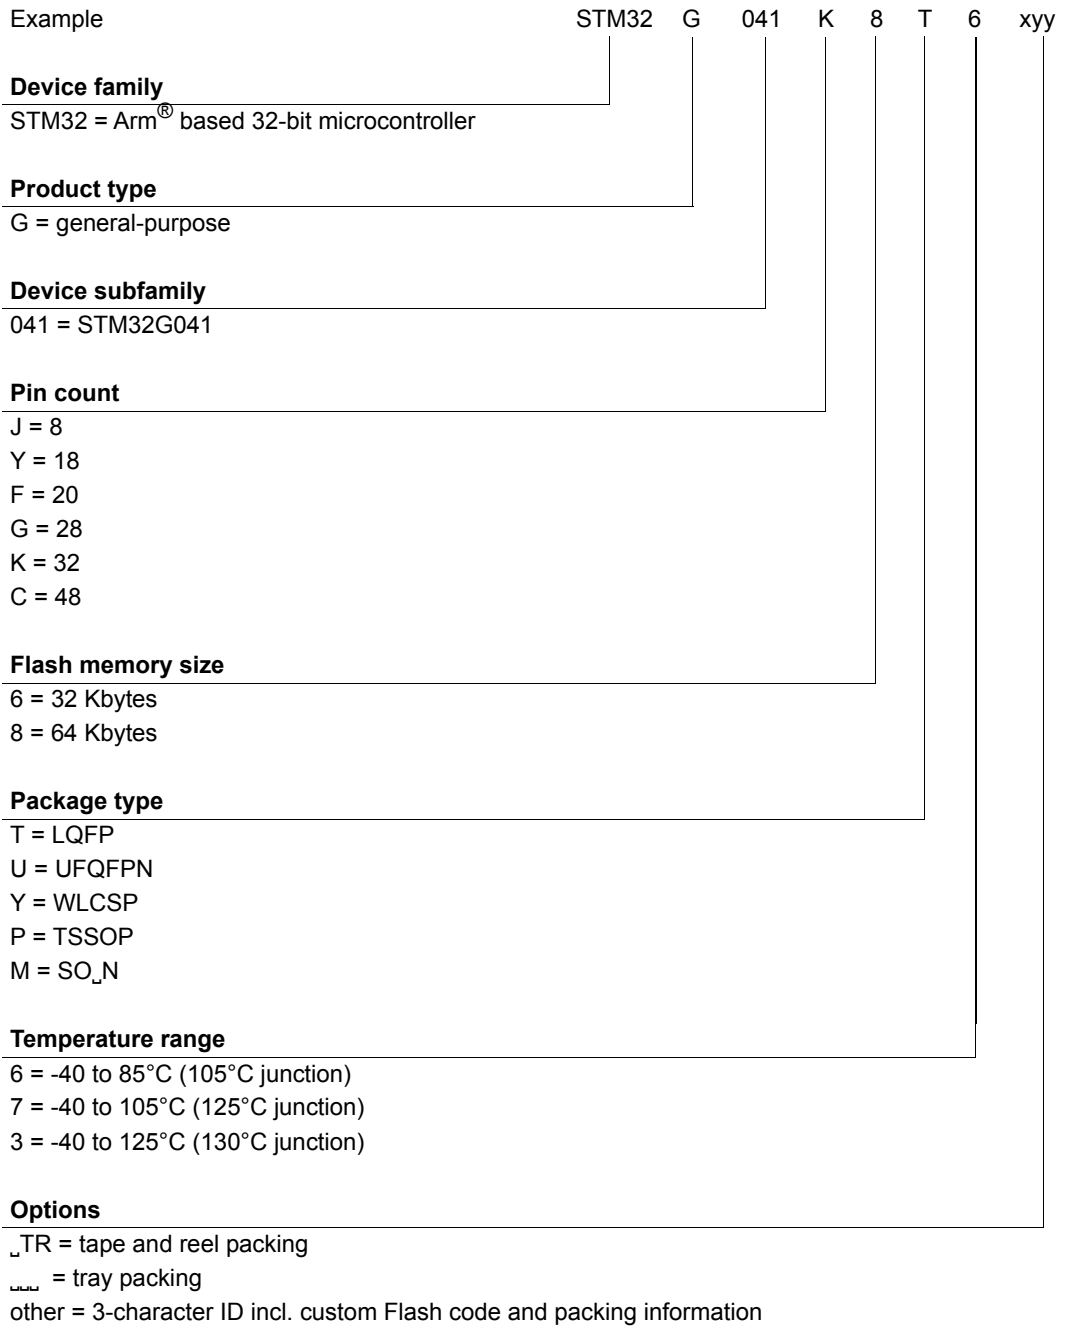 Example STM32 G 041 K 8 T 6 xyy
Device family
STM32 = Arm® based 32-bit microcontroller
Product type
G = general-purpose
Device subfamily
041 = STM32G041
Pin count
J = 8
Y = 18
F = 20
G = 28
K = 32
C = 48
Flash memory size
6 = 32 Kbytes
8 = 64 Kbytes
Package type
T = LQFP
U = UFQFPN
Y = WLCSP
P = TSSOP
M = SO␣N
Temperature range
6 = -40 to 85°C (105°C junction)
7 = -40 to 105°C (125°C junction)
3 = -40 to 125°C (130°C junction)
Options
␣TR = tape and reel packing
␣␣␣ = tray packing
other = 3-character ID incl. custom Flash code and packing information